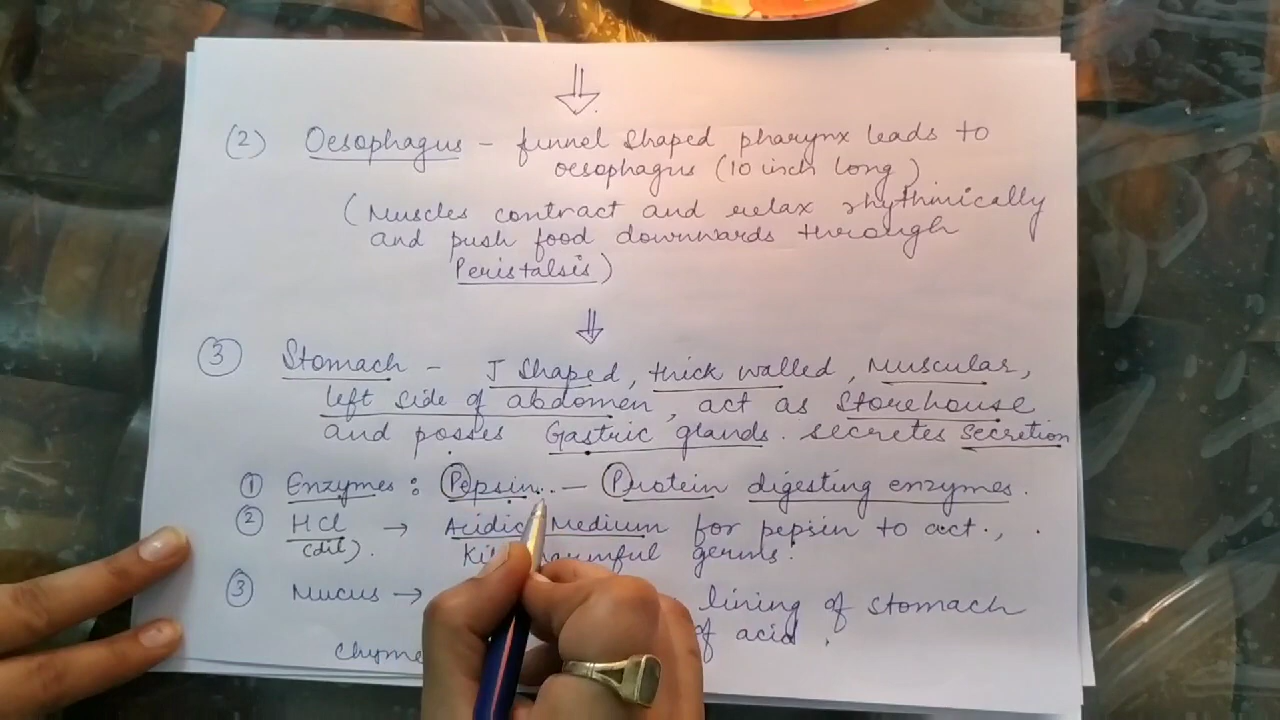 (2) Oesophagus - funnel shaped pharynx leads to
oesophagus (10 inch long)
(Muscles contract and relax rhythmically
and push food downwards through
Peristalsis)
3 Stomach - J shaped, thick walled, Muscular,
left side of abdomen, act as storehouse
and posses Gastric glands. secretes secretion
1 Enzymes: Pepsin.. — Protein digesting enzymes.
2 HCl → Acidic Medium for pepsin to act.,
(dil). germs.
3 Mucus → lining of stomach
of acid,
chyme